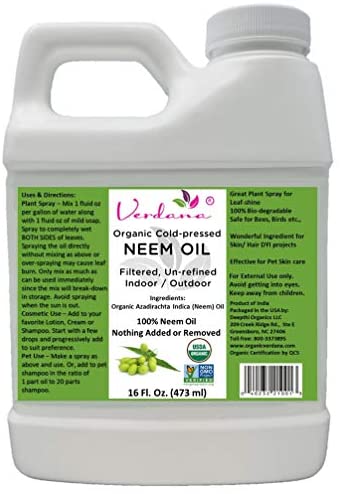 Verdana
Organic Cold-pressed
NEEM OIL
Filtered, Un-refined
Indoor / Outdoor
Ingredients:
Organic Azadirachta Indica (Neem) Oil
100% Neem Oil
Nothing Added or Removed
USDA
ORGANIC
NON
GMO
VERIFIED
16 Fl. Oz. (473 ml)
Uses & Directions:
Plant Spray – Mix 1 fluid oz
per gallon of water along
with 1 fluid oz of mild soap.
Spray to completely wet
BOTH SIDES of leaves.
Spraying the oil directly
without mixing as above or
over-spraying may cause leaf
burn. Only mix as much as
can be used immediately
since the mix will break-down
in storage. Avoid spraying
when the sun is out.
Cosmetic Use – Add to your
favorite Lotion, Cream or
Shampoo. Start with a few
drops and progressively add
to suit preference.
Pet Use – Make a spray as
above and use. Or, add to pet
shampoo in the ratio of
1 part oil to 20 parts
shampoo.
Great Plant Spray for
Leaf-shine
100% Bio-degradable
Safe for Bees, Birds etc.,
Wonderful Ingredient for
Skin/ Hair DYI projects
Effective for Pet Skin care
For External Use only.
Avoid getting into eyes.
Keep away from children.
Product of India
Packaged in the USA by:
Deepthi Organics LLC
209 Creek Ridge Rd., Ste E
Greensboro, NC 27406
Toll free: 800-3373895
www.organicverdana.com
Organic Certification by QCS